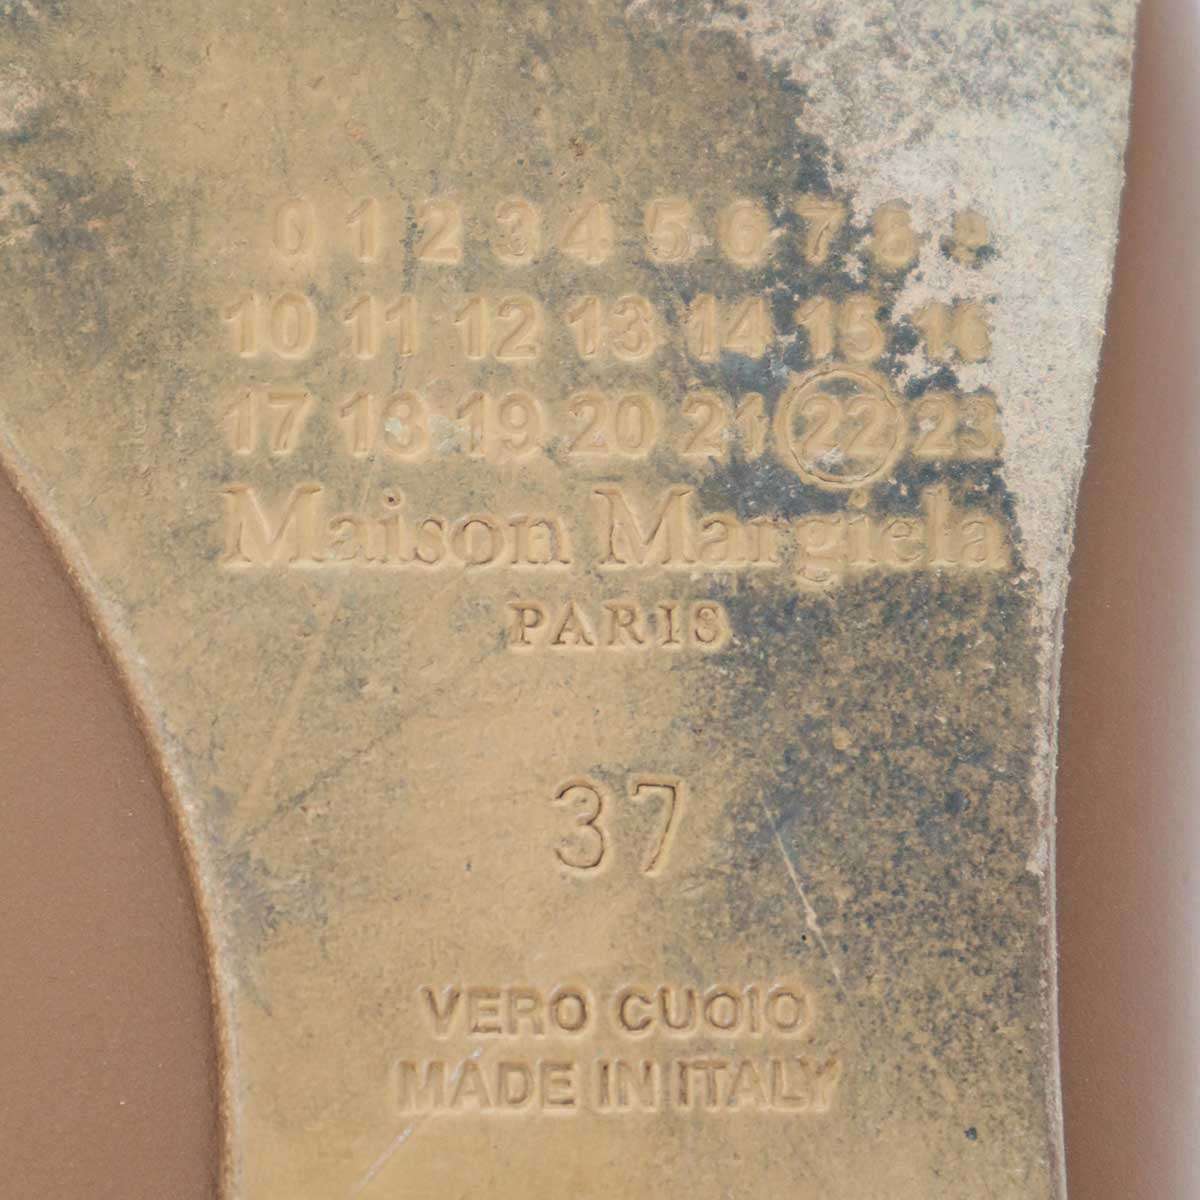 0 1 2 3 4 5 6 7 8 9
10 11 12 13 14 15 16
17 18 19 20 21 22 23
Maison Margiela
PARIS
37
VERO CUOIO
MADE IN ITALY